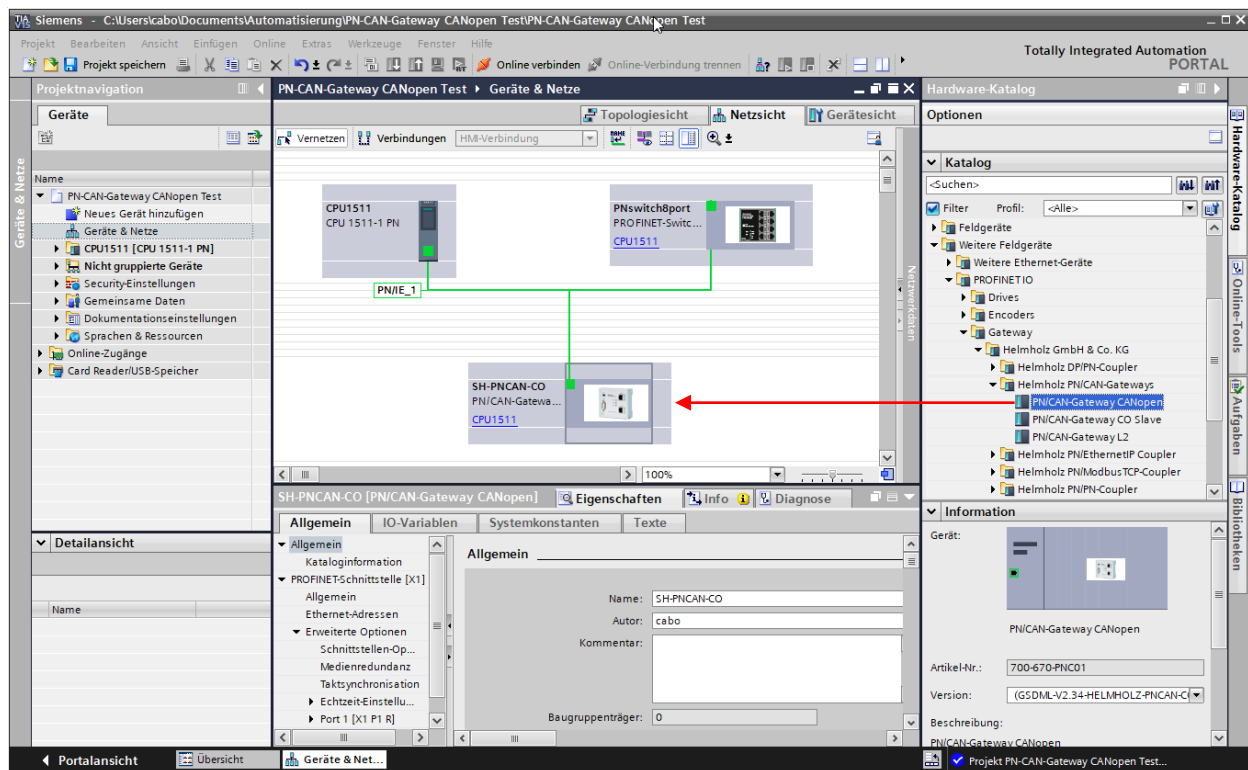 Siemens - C:\Users\cabo\Documents\Automatisierung\PN-CAN-Gateway CANopen Test\PN-CAN-Gateway CANopen Test
Projekt Bearbeiten Ansicht Einfügen Online Extras Werkzeuge Fenster Hilfe
Totally Integrated Automation
PORTAL
Projekt speichern Online verbinden Online-Verbindung trennen
Projektnavigation
Geräte
Geräte & Netze
Name
PN-CAN-Gateway CANopen Test
Neues Gerät hinzufügen
Geräte & Netze
CPU1511 [CPU 1511-1 PN]
Nicht gruppierte Geräte
Security-Einstellungen
Gemeinsame Daten
Dokumentationseinstellungen
Sprachen & Ressourcen
Online-Zugänge
Card Reader/USB-Speicher
Detailansicht
Name
PN-CAN-Gateway CANopen Test Geräte & Netze
Topologiesicht Netzsicht Gerätesicht
Vernetzen Verbindungen HMI-Verbindung
CPU1511
CPU 1511-1 PN
PNswitch8port
PROFINET-Switc...
CPU1511
PN/IE_1
SH-PNCAN-CO
PN/CAN-Gatewa...
CPU1511
100%
Netzwerkdaten
SH-PNCAN-CO [PN/CAN-Gateway CANopen]
Eigenschaften Info Diagnose
Allgemein IO-Variablen Systemkonstanten Texte
Allgemein
Kataloginformation
PROFINET-Schnittstelle [X1]
Allgemein
Ethernet-Adressen
Erweiterte Optionen
Schnittstellen-Op...
Medienredundanz
Taktsynchronisation
Echtzeit-Einstellu...
Port 1 [X1 P1 R]
Allgemein
Name: SH-PNCAN-CO
Autor: cabo
Kommentar:
Baugruppenträger: 0
Hardware-Katalog
Optionen
Katalog
<Suchen>
Filter Profil: <Alle>
Feldgeräte
Weitere Feldgeräte
Weitere Ethernet-Geräte
PROFINET IO
Drives
Encoders
Gateway
Helmholz GmbH & Co. KG
Helmholz DP/PN-Coupler
Helmholz PN/CAN-Gateways
PN/CAN-Gateway CANopen
PN/CAN-Gateway CO Slave
PN/CAN-Gateway L2
Helmholz PN/EthernetIP Coupler
Helmholz PN/ModbusTCP-Coupler
Helmholz PN/PN-Coupler
Information
Gerät:
PN/CAN-Gateway CANopen
Artikel-Nr.: 700-670-PNC01
Version: (GSDML-V2.34-HELMHOLZ-PNCAN-C
Beschreibung:
PN/CAN-Gateway CANopen
Hardware-Katalog
Online-Tools
Aufgaben
Bibliotheken
Portalansicht Übersicht Geräte & Net...
Projekt PN-CAN-Gateway CANopen Test...